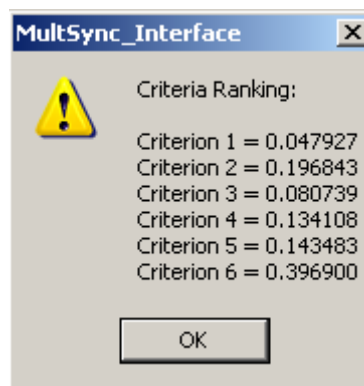 MultSync_Interface
Criteria Ranking:
Criterion 1 = 0.047927
Criterion 2 = 0.196843
Criterion 3 = 0.080739
Criterion 4 = 0.134108
Criterion 5 = 0.143483
Criterion 6 = 0.396900
OK